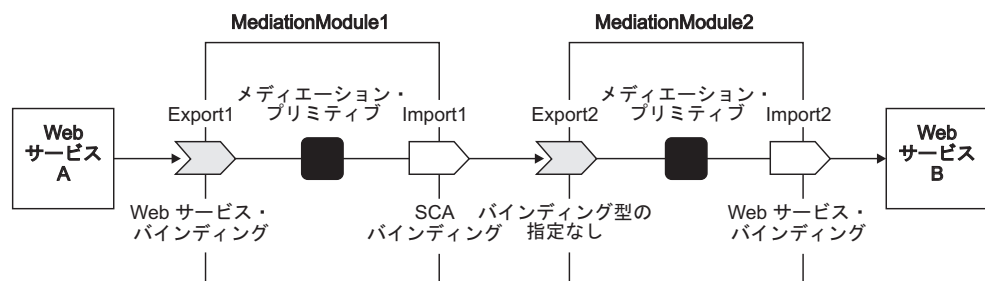 MediationModule1
MediationModule2
メディエーション・
プリミティブ
メディエーション・
プリミティブ
Export1
Import1
Export2
Import2
Web
サービス
A
Web
サービス
B
Web サービス・
バインディング
SCA
バインディング
バインディング型の
指定なし
Web サービス・
バインディング